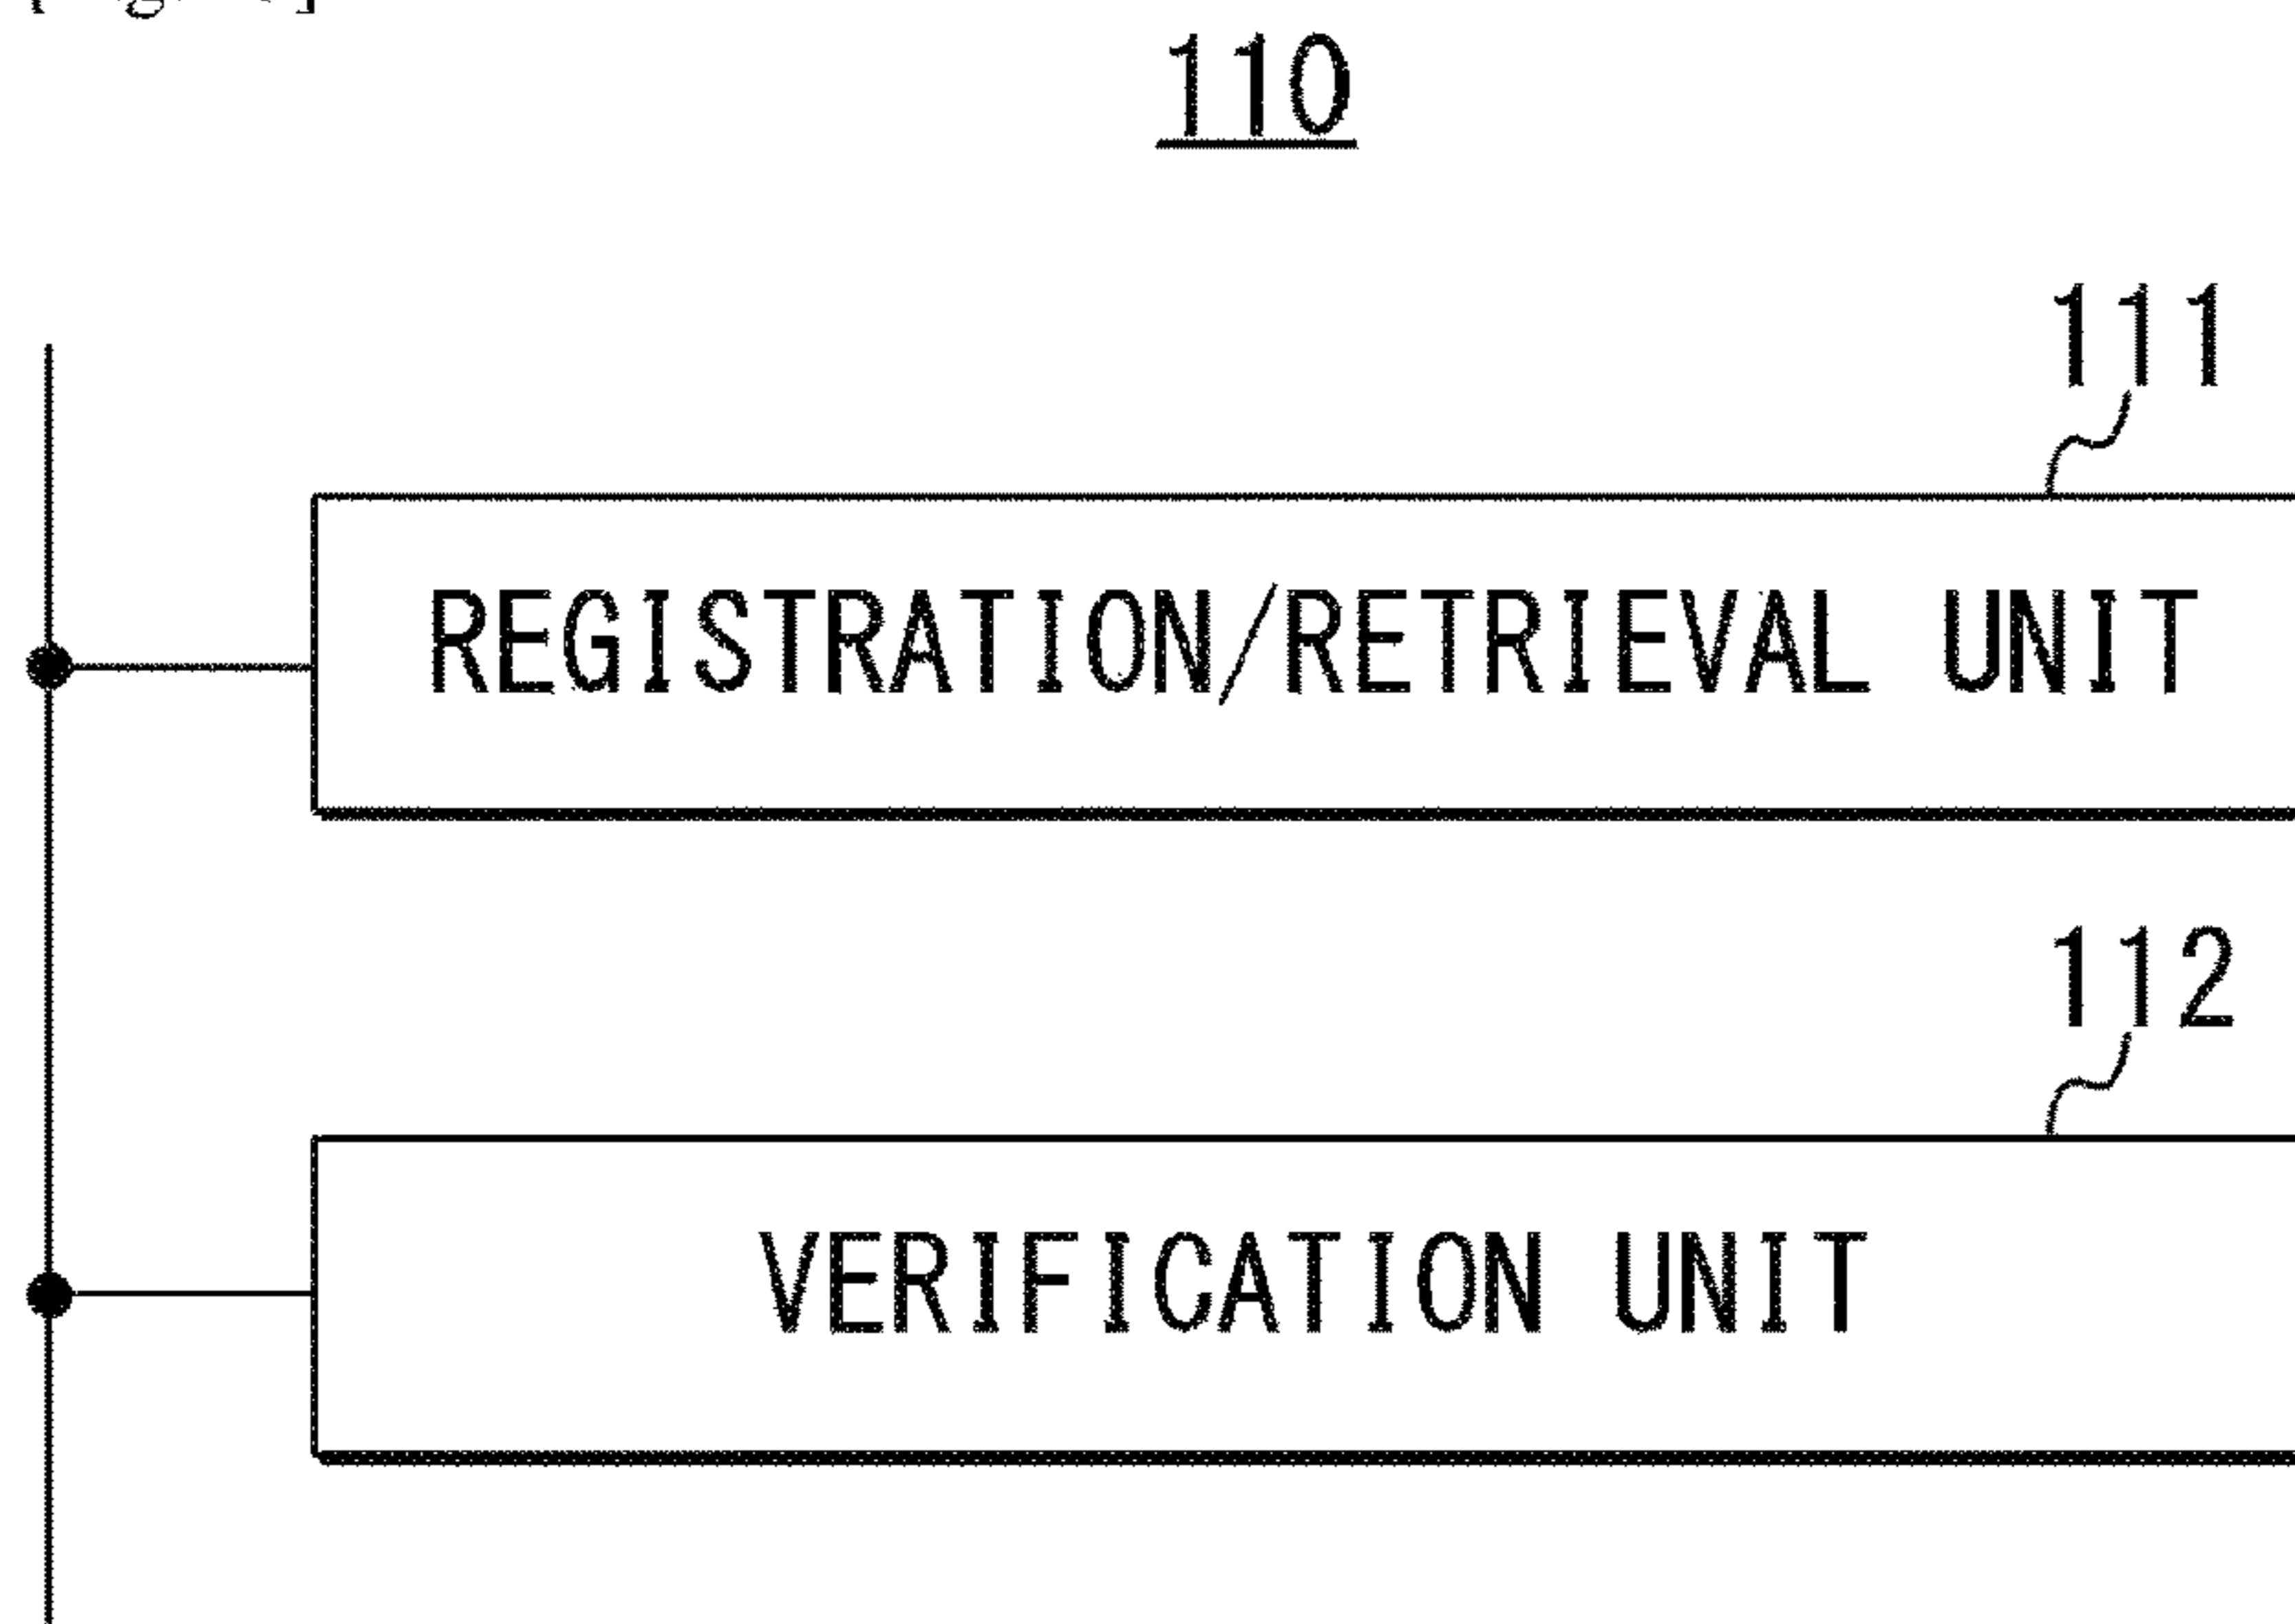 110
111
REGISTRATION/RETRIEVAL UNIT
112
VERIFICATION UNIT